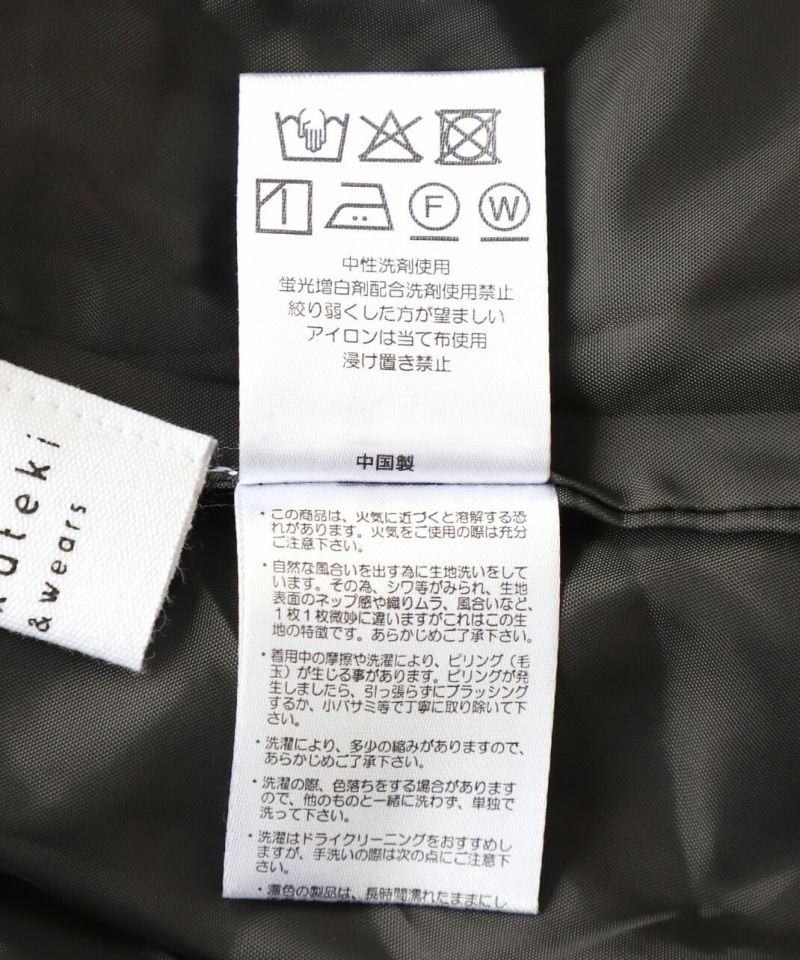 F W
中性洗剤使用
蛍光増白剤配合洗剤使用禁止
絞り弱くした方が望ましい
アイロンは当て布使用
浸け置き禁止
中国製
・この商品は、火気に近づくと溶解する恐
れがあります。火気をご使用の際は充分
ご注意下さい。
・自然な風合いを出す為に生地洗いをして
います。その為、シワ等がみられ、生地
表面のネップ感や織りムラ、風合いなど、
1枚1枚微妙に違いますがこれはこの生
地の特徴です。あらかじめご了承下さい。
・着用中の摩擦や洗濯により、ピリング(毛
玉)が生じる事があります。ピリングが発
生しましたら、引っ張らずにブラッシング
するか、小バサミ等で丁寧に取り除いて下
さい。
・洗濯により、多少の縮みがありますので、
あらかじめご了承下さい。
・洗濯の際、色落ちをする場合があります
ので、他のものと一緒に洗わず、単独で
洗って下さい。
・洗濯はドライクリーニングをおすすめし
ますが、手洗いの際は次の点にご注意下
さい。
・濃色の製品は、長時間濡れたままにし
uteki
& wears